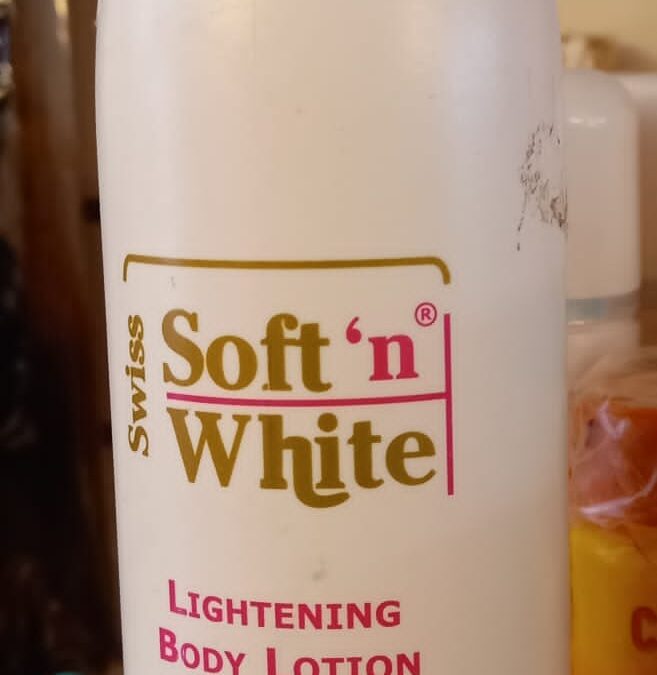 Swiss
Soft 'n®
White
LIGHTENING
BODY LOTION
C